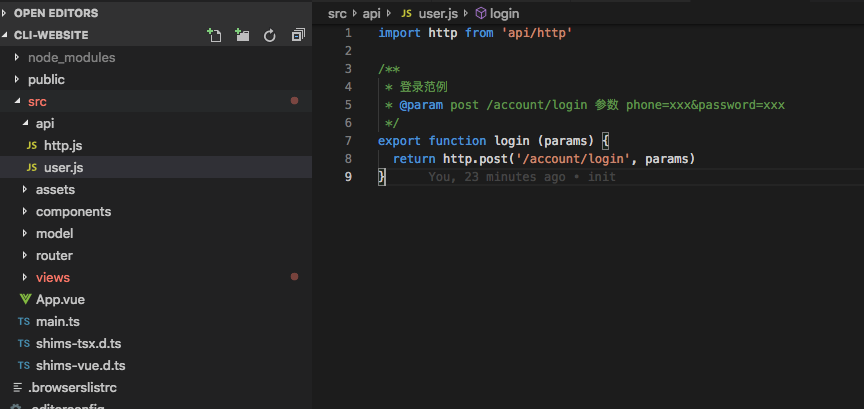 OPEN EDITORS
CLI-WEBSITE
node_modules
public
src
api
JS http.js
JS user.js
assets
components
model
router
views
App.vue
TS main.ts
TS shims-tsx.d.ts
TS shims-vue.d.ts
.browserslistrc
.editorconfig
src › api › JS user.js › login
1 import http from 'api/http'
2
3 /**
4 * 登录范例
5 * @param post /account/login 参数 phone=xxx&password=xxx
6 */
7 export function login (params) {
8 return http.post('/account/login', params)
9 } You, 23 minutes ago • init